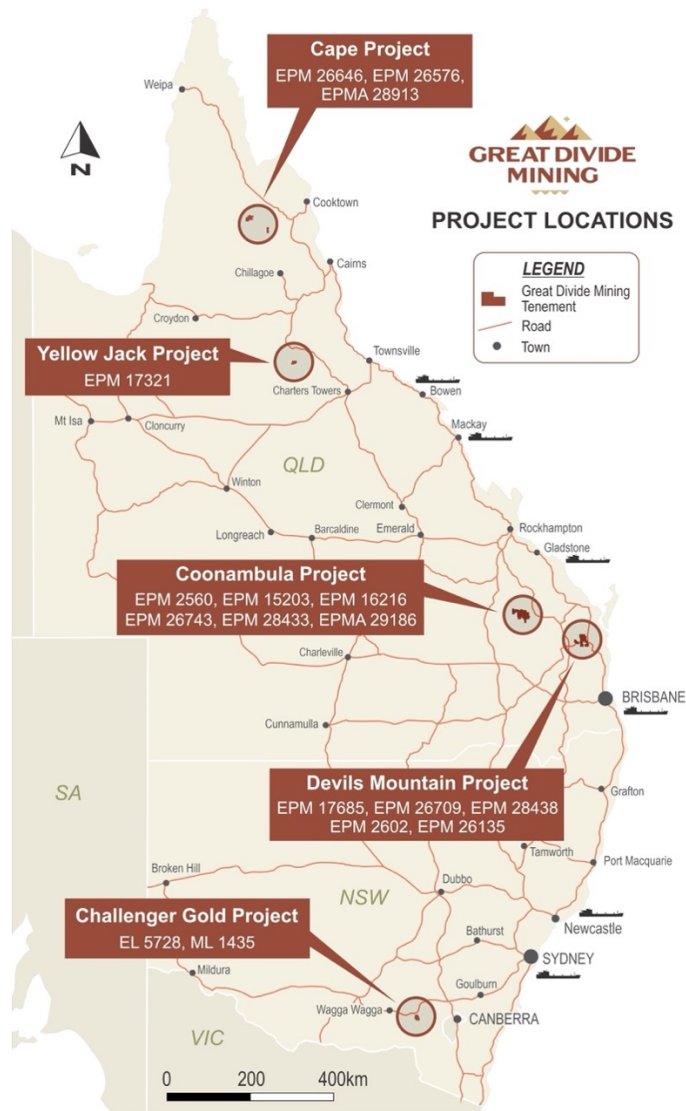 Cape Project
EPM 26646, EPM 26576,
EPMA 28913
Weipa
N
GREAT DIVIDE
MINING
PROJECT LOCATIONS
Cooktown
LEGEND
Great Divide Mining
Tenement
Road
Town
Cairns
Chillagoe
Croydon
Yellow Jack Project
EPM 17321
Townsville
Charters Towers
Bowen
Mt Isa
Cloncurry
Mackay
QLD
Winton
Clermont
Longreach
Barcaldine
Emerald
Rockhampton
Gladstone
Coonambula Project
EPM 2560, EPM 15203, EPM 16216
EPM 26743, EPM 28433, EPMA 29186
Charleville
BRISBANE
Cunnamulla
Devils Mountain Project
EPM 17685, EPM 26709, EPM 28438
EPM 2602, EPM 26135
SA
Grafton
Tamworth
Port Macquarie
Broken Hill
Dubbo
NSW
Challenger Gold Project
EL 5728, ML 1435
Newcastle
Bathurst
SYDNEY
Mildura
Goulburn
Wagga Wagga
CANBERRA
VIC
0 200 400km